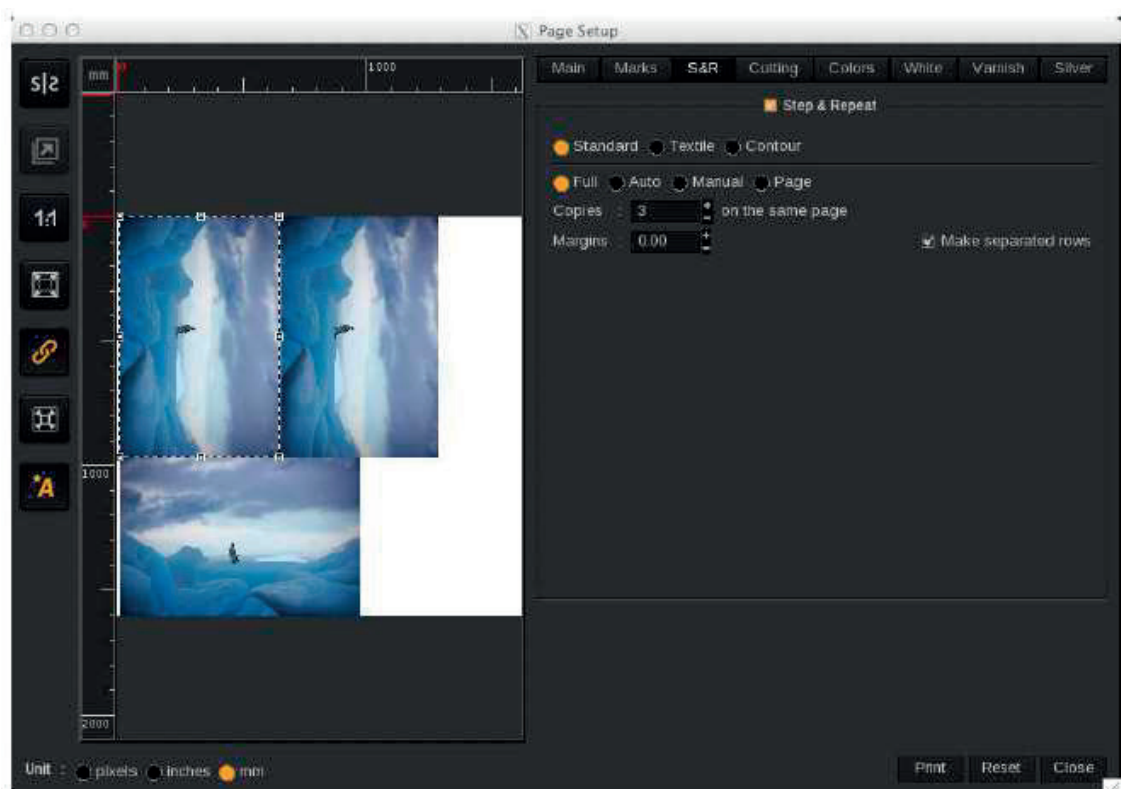 Page Setup
S|S
1:1
A
mm
0
1000
1000
2000
Main Marks S&R Cutting Colors White Varnish Silver
Step & Repeat
Standard Textile Contour
Full Auto Manual Page
Copies : 3 on the same page
Margins 0.00 Make separated rows
Unit : pixels inches mm
Print Reset Close